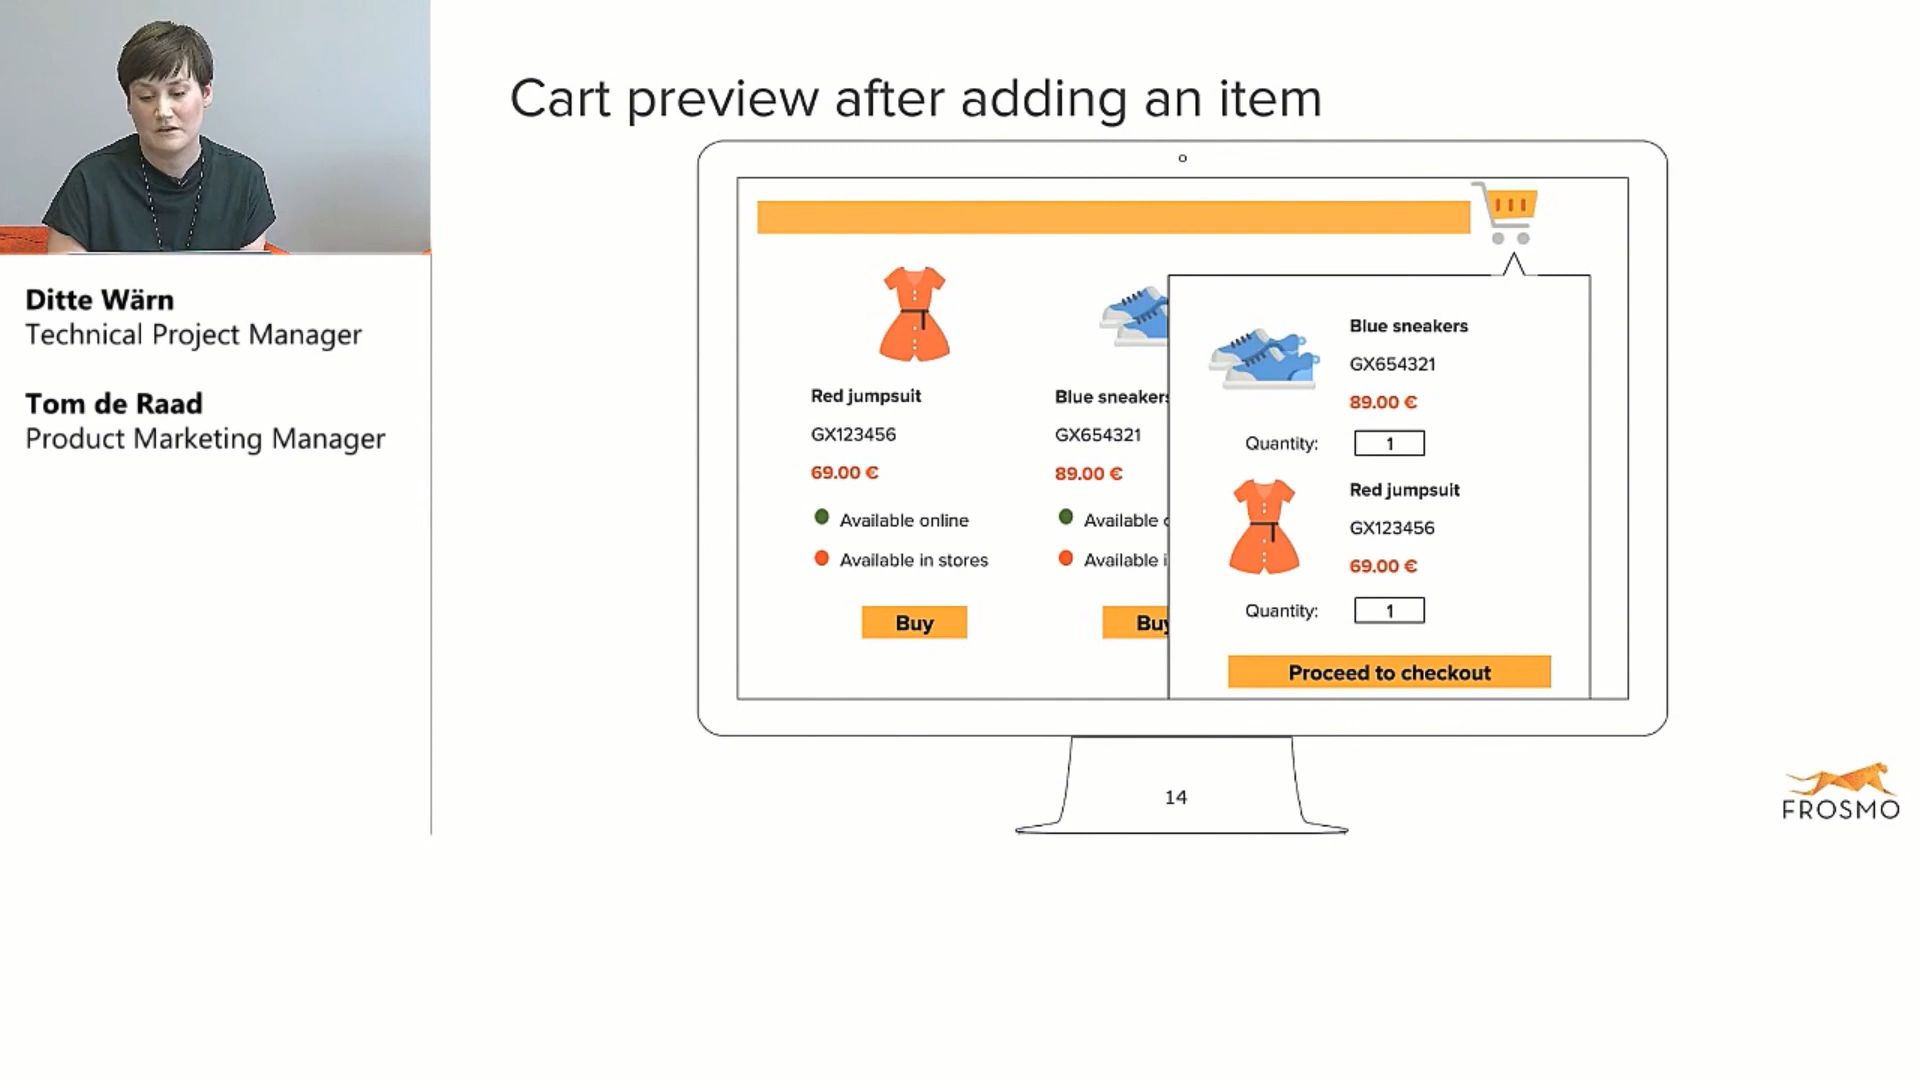 Ditte Wärn
Technical Project Manager
Tom de Raad
Product Marketing Manager
Cart preview after adding an item
Red jumpsuit
GX123456
69.00 €
Available online
Available in stores
Buy
Blue sneakers
GX654321
89.00 €
Available
Available i
Buy
Blue sneakers
GX654321
89.00 €
Quantity: 1
Red jumpsuit
GX123456
69.00 €
Quantity: 1
Proceed to checkout
14
FROSMO